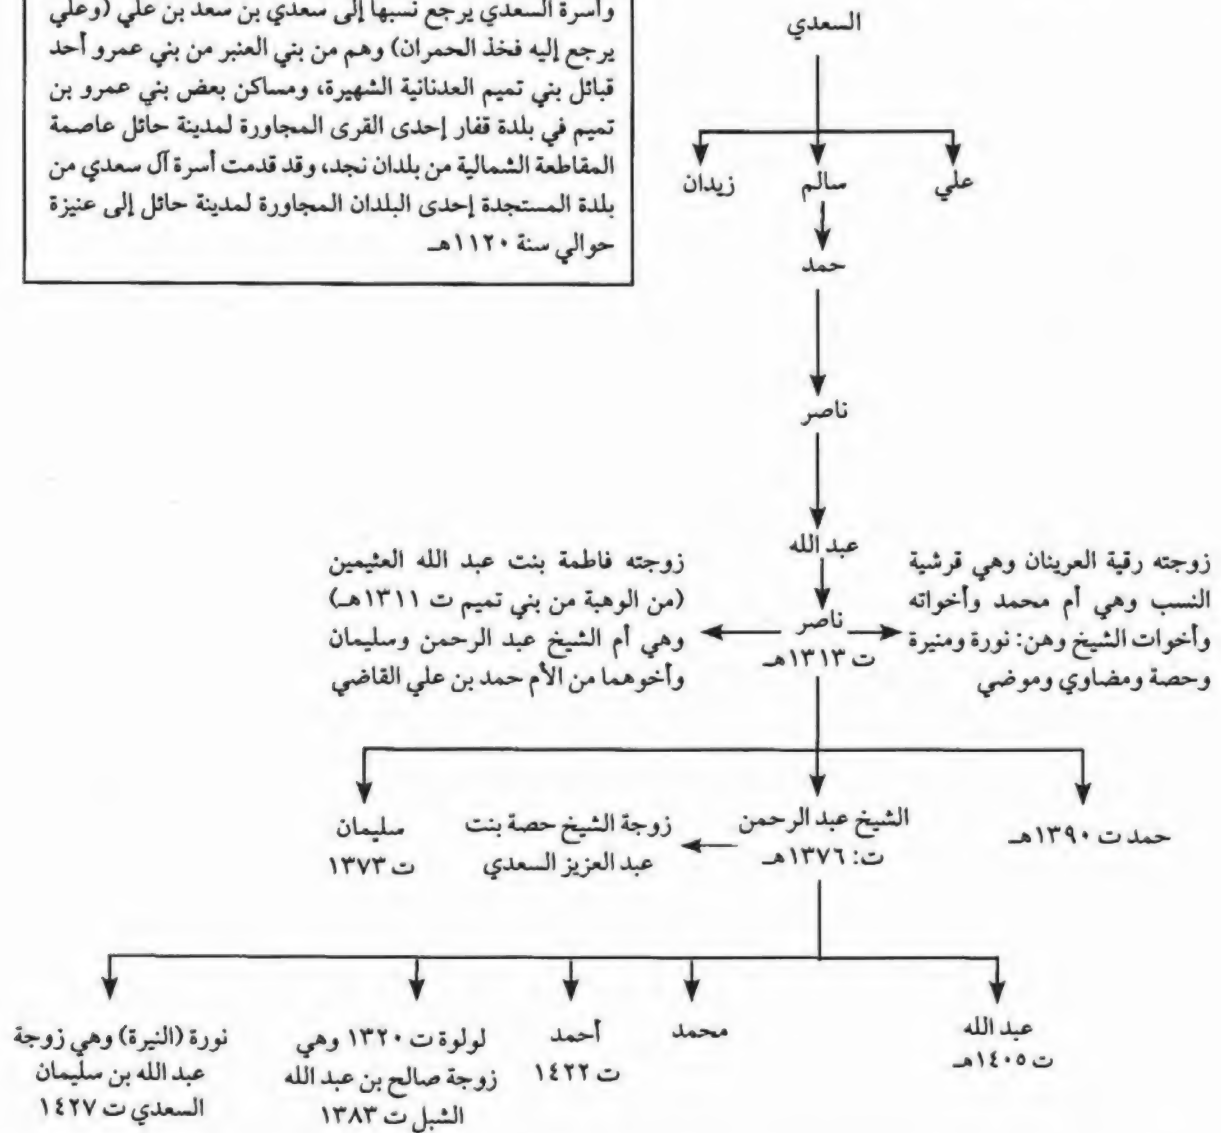 وأسرة السعدي يرجع نسبها إلى سعدي بن سعد بن علي (وعلي
يرجع إليه فخذ الحمران) وهم من بني العنبر من بني عمرو أحد
قبائل بني تميم العدنانية الشهيرة، ومساكن بعض بني عمرو بن
تميم في بلدة قفار إحدى القرى المجاورة لمدينة حائل عاصمة
المقاطعة الشمالية من بلدان نجد، وقد قدمت أسرة آل سعدي من
بلدة المستجدة إحدى البلدان المجاورة لمدينة حائل إلى عنيزة
حوالي سنة ١١٢٠هـ
السعدي
علي
سالم
زيدان
حمد
ناصر
عبد الله
ناصر
ت ١٣١٣هـ
زوجته رقية العرينان وهي قرشية
النسب وهي أم محمد وأخواته
وأخوات الشيخ وهن: نورة ومنيرة
وحصة ومضاوي وموضي
زوجته فاطمة بنت عبد الله العثيمين
(من الوهبة من بني تميم ت ١٣١١هـ)
وهي أم الشيخ عبد الرحمن وسليمان
وأخوهما من الأم حمد بن علي القاضي
حمد ت ١٣٩٠هـ
الشيخ عبد الرحمن
ت: ١٣٧٦هـ
زوجة الشيخ حصة بنت
عبد العزيز السعدي
سليمان
ت ١٣٧٣
عبد الله
ت ١٤٠٥هـ
محمد
أحمد
ت ١٤٢٢
لولوة ت ١٣٢٠ وهي
زوجة صالح بن عبد الله
الشبل ت ١٣٨٣
نورة (النيرة) وهي زوجة
عبد الله بن سليمان
السعدي ت ١٤٢٧